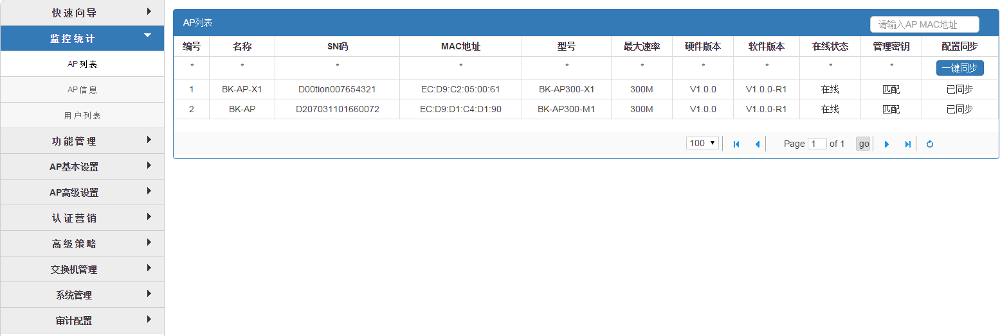 快速向导
监控统计
AP列表
AP信息
用户列表
功能管理
AP基本设置
AP高级设置
认证营销
高级策略
交换机管理
系统管理
审计配置
AP列表 请输入AP MAC地址
编号 名称 SN码 MAC地址 型号 最大速率 硬件版本 软件版本 在线状态 管理密钥 配置同步
* * * * * * * * * * 一键同步
1 BK-AP-X1 D00tion007654321 EC:D9:C2:05:00:61 BK-AP300-X1 300M V1.0.0 V1.0.0-R1 在线 匹配 已同步
2 BK-AP D207031101660072 EC:D9:D1:C4:D1:90 BK-AP300-M1 300M V1.0.0 V1.0.0-R1 在线 匹配 已同步
100 Page 1 of 1 go